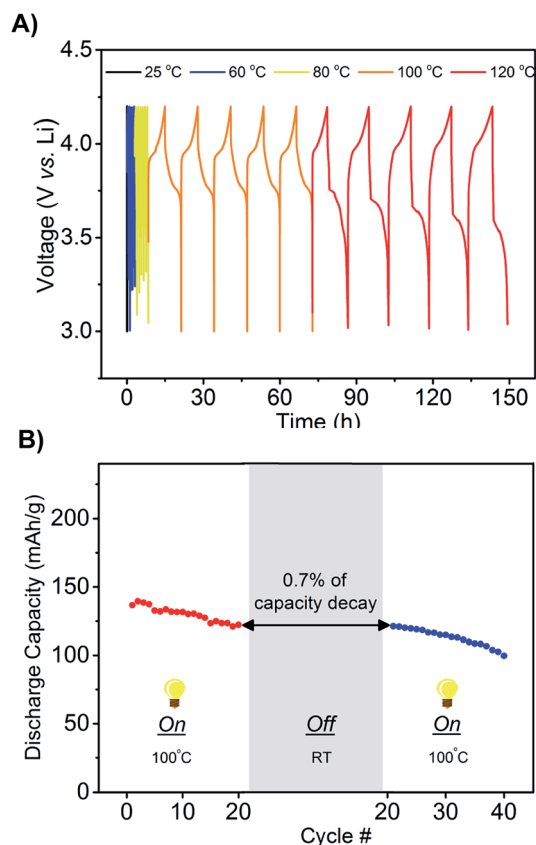 A)
25 °C 60 °C 80 °C 100 °C 120 °C
4.5
4.0
3.5
3.0
Voltage (V vs. Li)
0 30 60 90 120 150
Time (h)
B)
200
150
100
50
0
Discharge Capacity (mAh/g)
0.7% of
capacity decay
On Off On
100°C RT 100°C
0 10 20 20 30 40
Cycle #